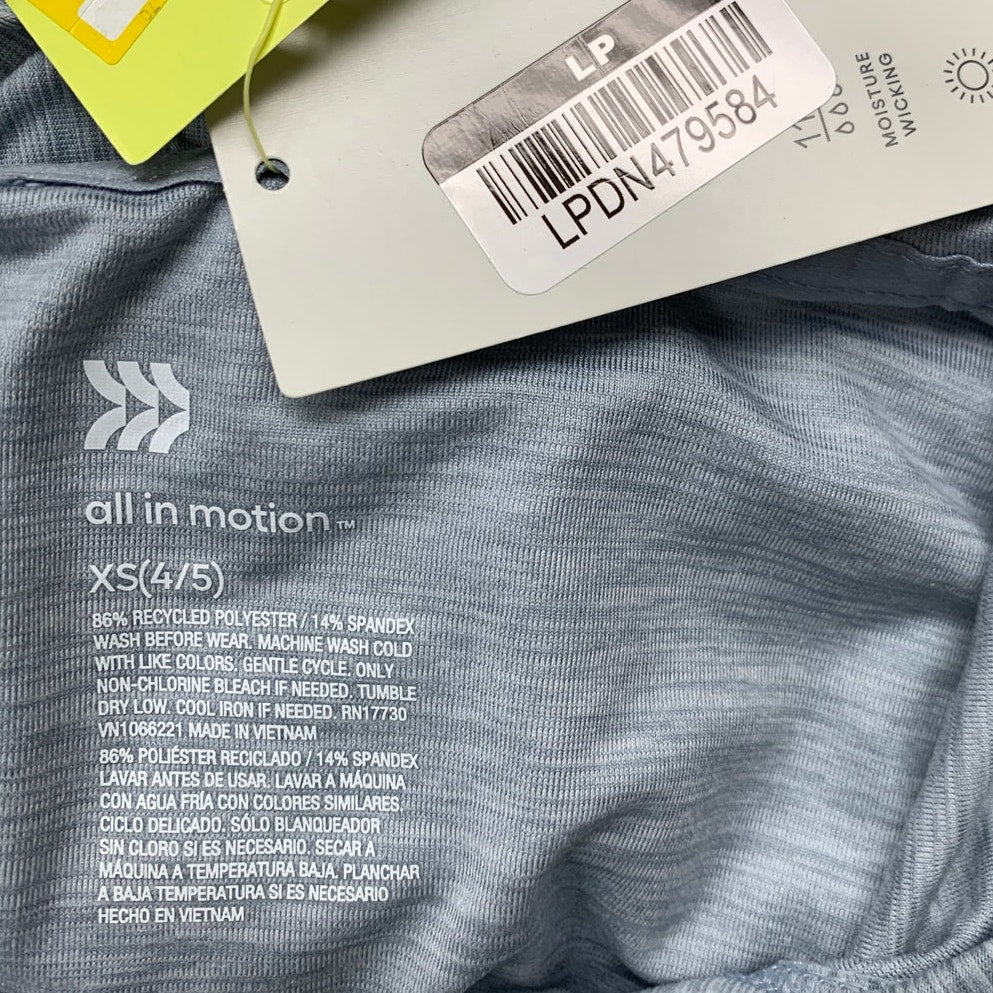 LP
LPDN479584
MOISTURE
WICKING
all in motion™
XS(4/5)
86% RECYCLED POLYESTER / 14% SPANDEX
WASH BEFORE WEAR. MACHINE WASH COLD
WITH LIKE COLORS. GENTLE CYCLE. ONLY
NON-CHLORINE BLEACH IF NEEDED. TUMBLE
DRY LOW. COOL IRON IF NEEDED. RN17730
VN1066221 MADE IN VIETNAM
86% POLIÉSTER RECICLADO / 14% SPANDEX
LAVAR ANTES DE USAR. LAVAR A MÁQUINA
CON AGUA FRÍA CON COLORES SIMILARES.
CICLO DELICADO. SÓLO BLANQUEADOR
SIN CLORO SI ES NECESARIO. SECAR A
MÁQUINA A TEMPERATURA BAJA. PLANCHAR
A BAJA TEMPERATURA SI ES NECESARIO
HECHO EN VIETNAM